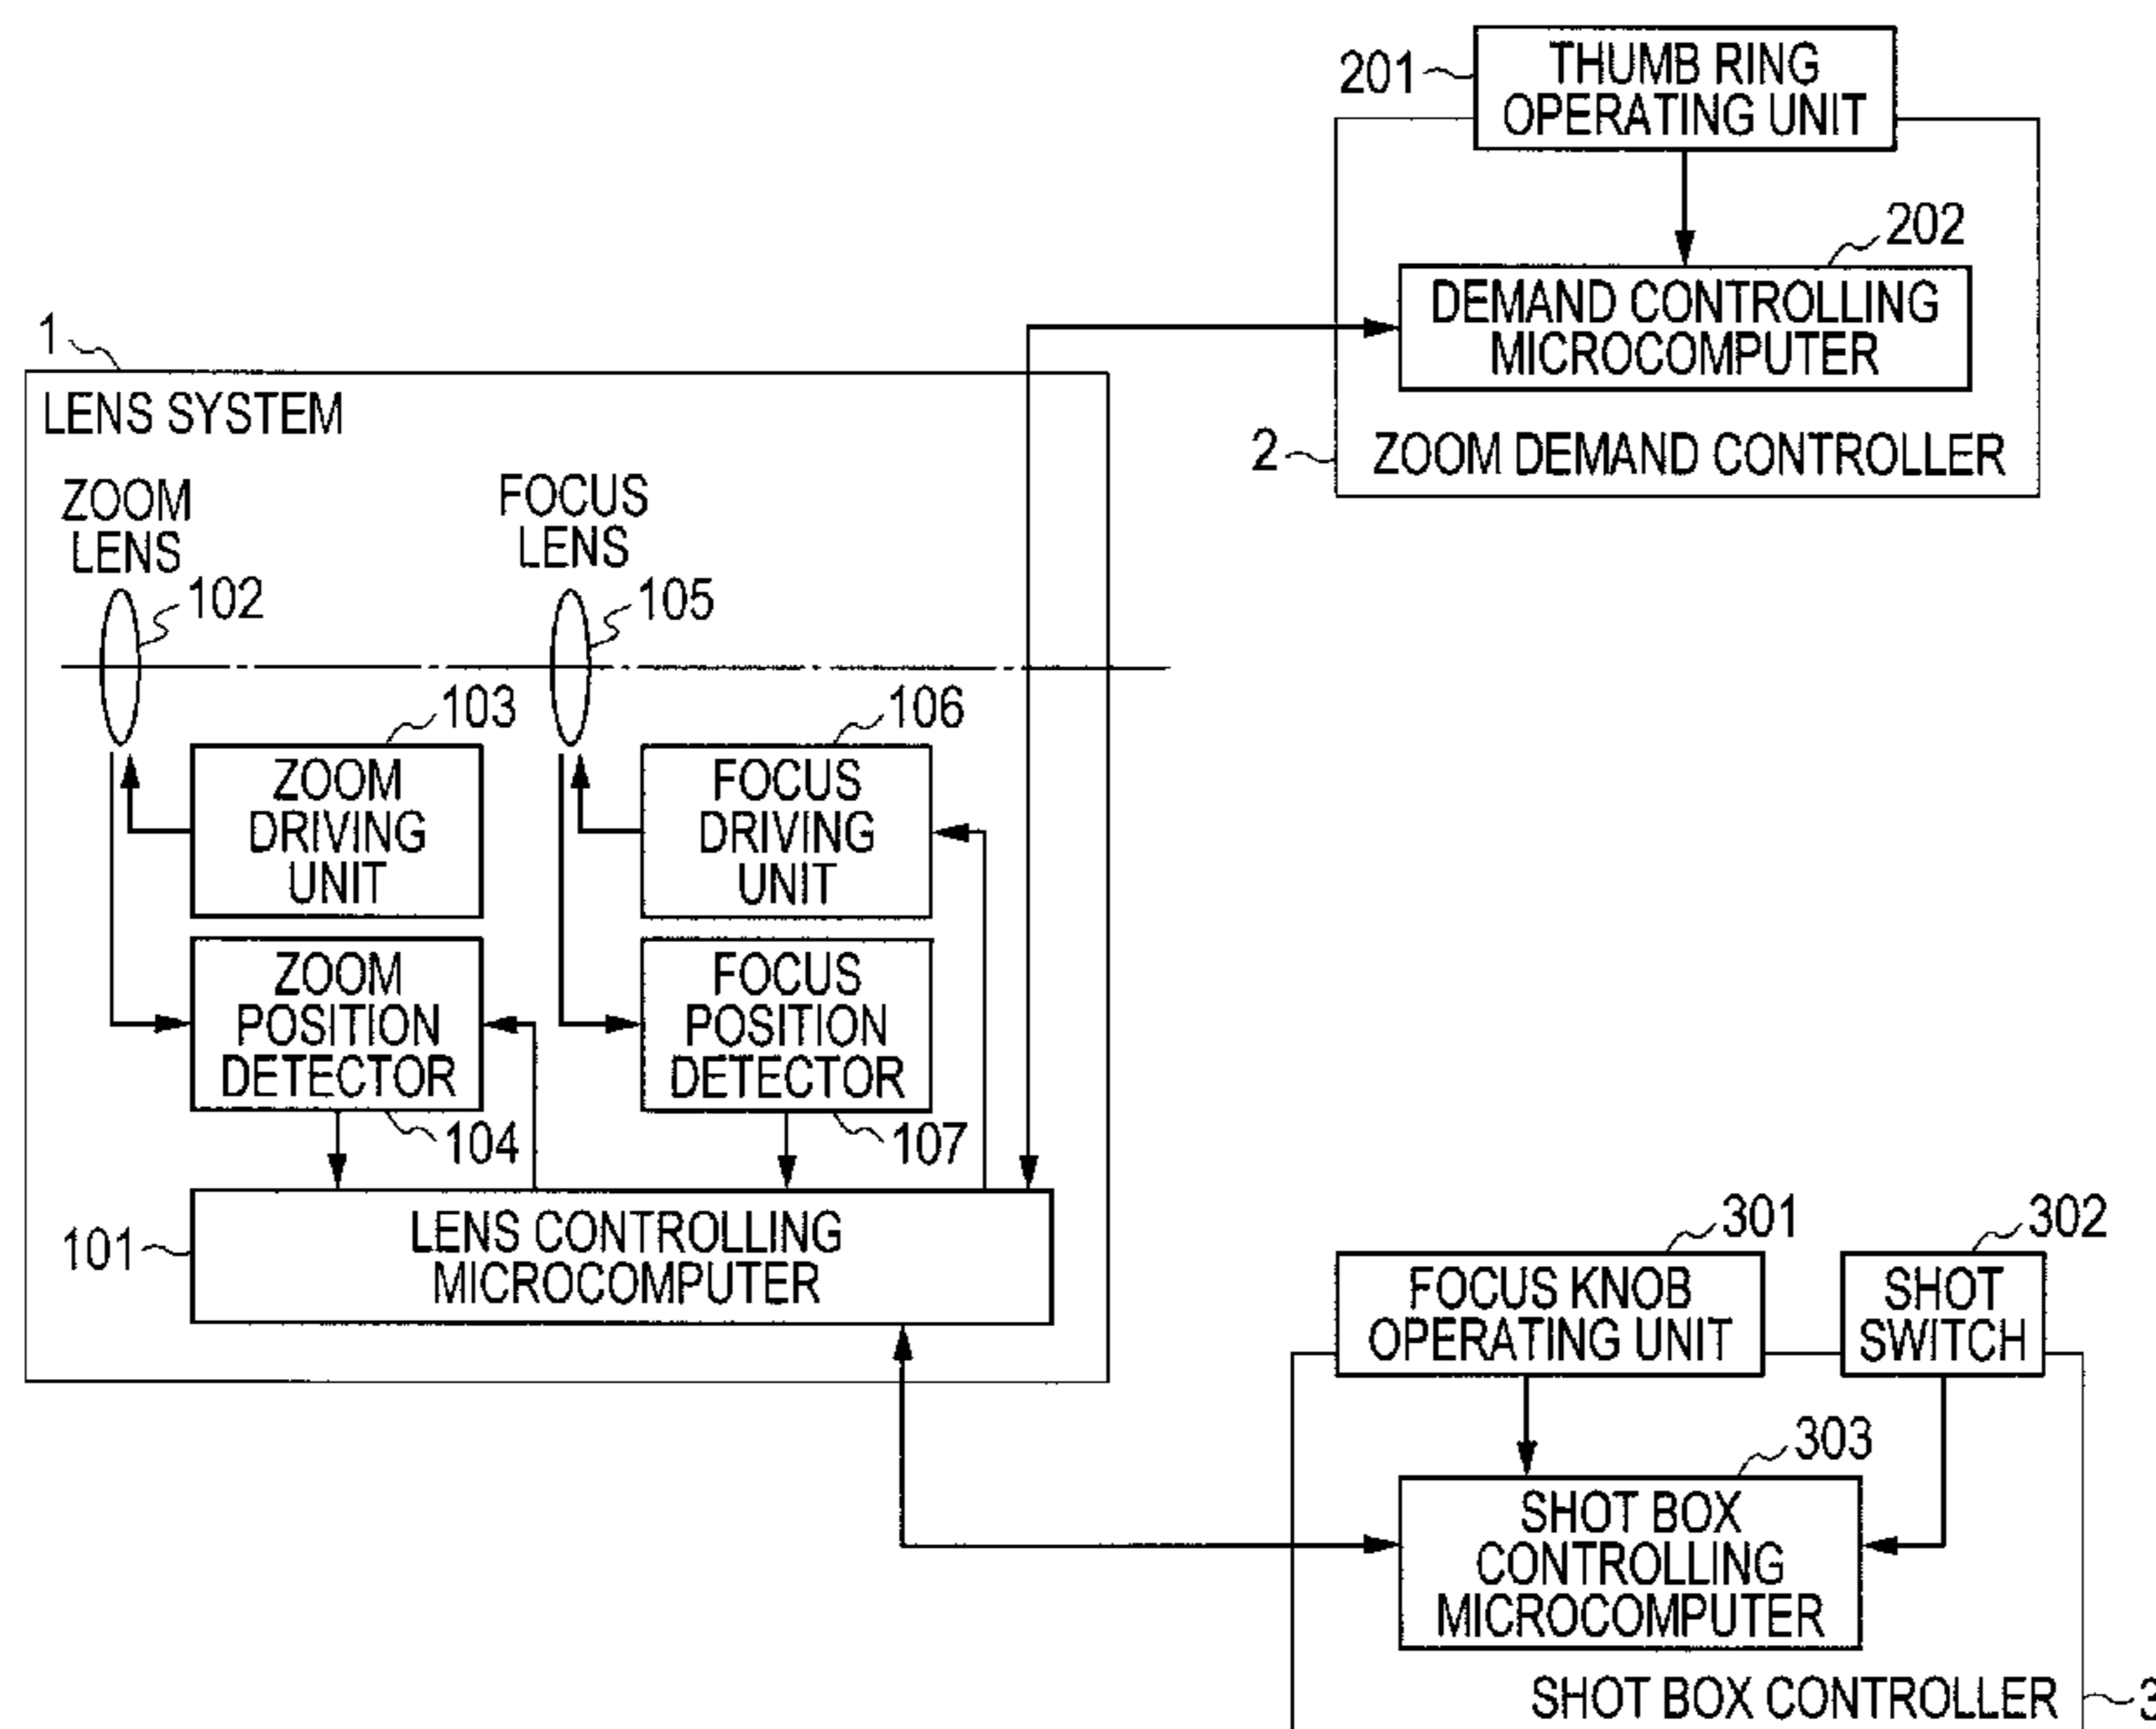 201
THUMB RING
OPERATING UNIT
202
DEMAND CONTROLLING
MICROCOMPUTER
2
ZOOM DEMAND CONTROLLER
1
LENS SYSTEM
ZOOM
LENS
102
FOCUS
LENS
105
103
ZOOM
DRIVING
UNIT
106
FOCUS
DRIVING
UNIT
ZOOM
POSITION
DETECTOR
104
FOCUS
POSITION
DETECTOR
107
101
LENS CONTROLLING
MICROCOMPUTER
301
FOCUS KNOB
OPERATING UNIT
302
SHOT
SWITCH
303
SHOT BOX
CONTROLLING
MICROCOMPUTER
SHOT BOX CONTROLLER
3